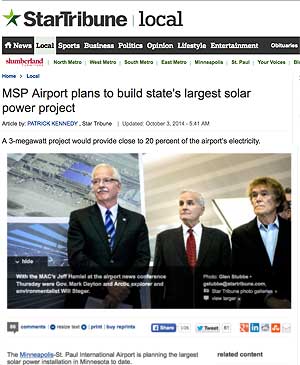 StarTribune | local
News Local Sports Business Politics Opinion Lifestyle Entertainment Obituaries
slumberland North Metro West Metro South Metro East Metro Minneapolis St. Paul Your Voices
Home > Local
MSP Airport plans to build state's largest solar
power project
Article by: PATRICK KENNEDY , Star Tribune Updated: October 3, 2014 - 5:41 AM
A 3-megawatt project would provide close to 20 percent of the airport's electricity.
hide
With the MAC's Jeff Hamiel at the airport news conference
Thursday were Gov. Mark Dayton and Arctic explorer and
environmentalist Will Steger.
Photo: Glen Stubbe •
gstubbe@startribune.com
Star Tribune photo galleries
view larger
comments resize text print buy reprints Share Tweet
The Minneapolis-St. Paul International Airport is planning the largest
solar power installation in Minnesota to date.
related content